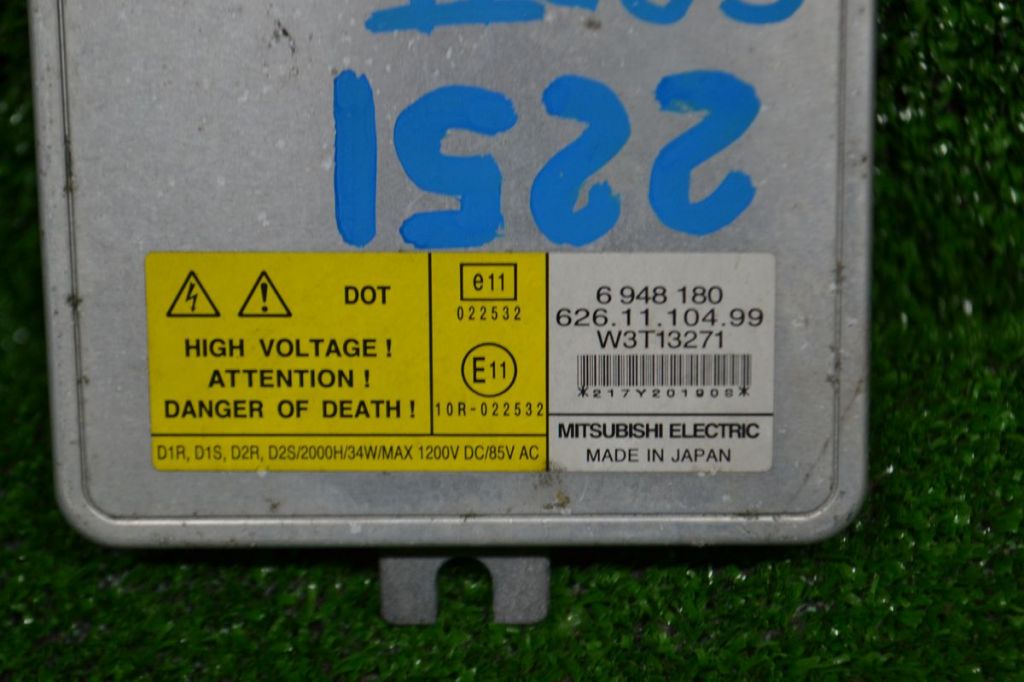 2251
DOT
HIGH VOLTAGE !
ATTENTION !
DANGER OF DEATH !
e11
022532
E11
10R-022532
D1R, D1S, D2R, D2S/2000H/34W/MAX 1200V DC/85V AC
6 948 180
626.11.104.99
W3T13271
*217Y201908*
MITSUBISHI ELECTRIC
MADE IN JAPAN